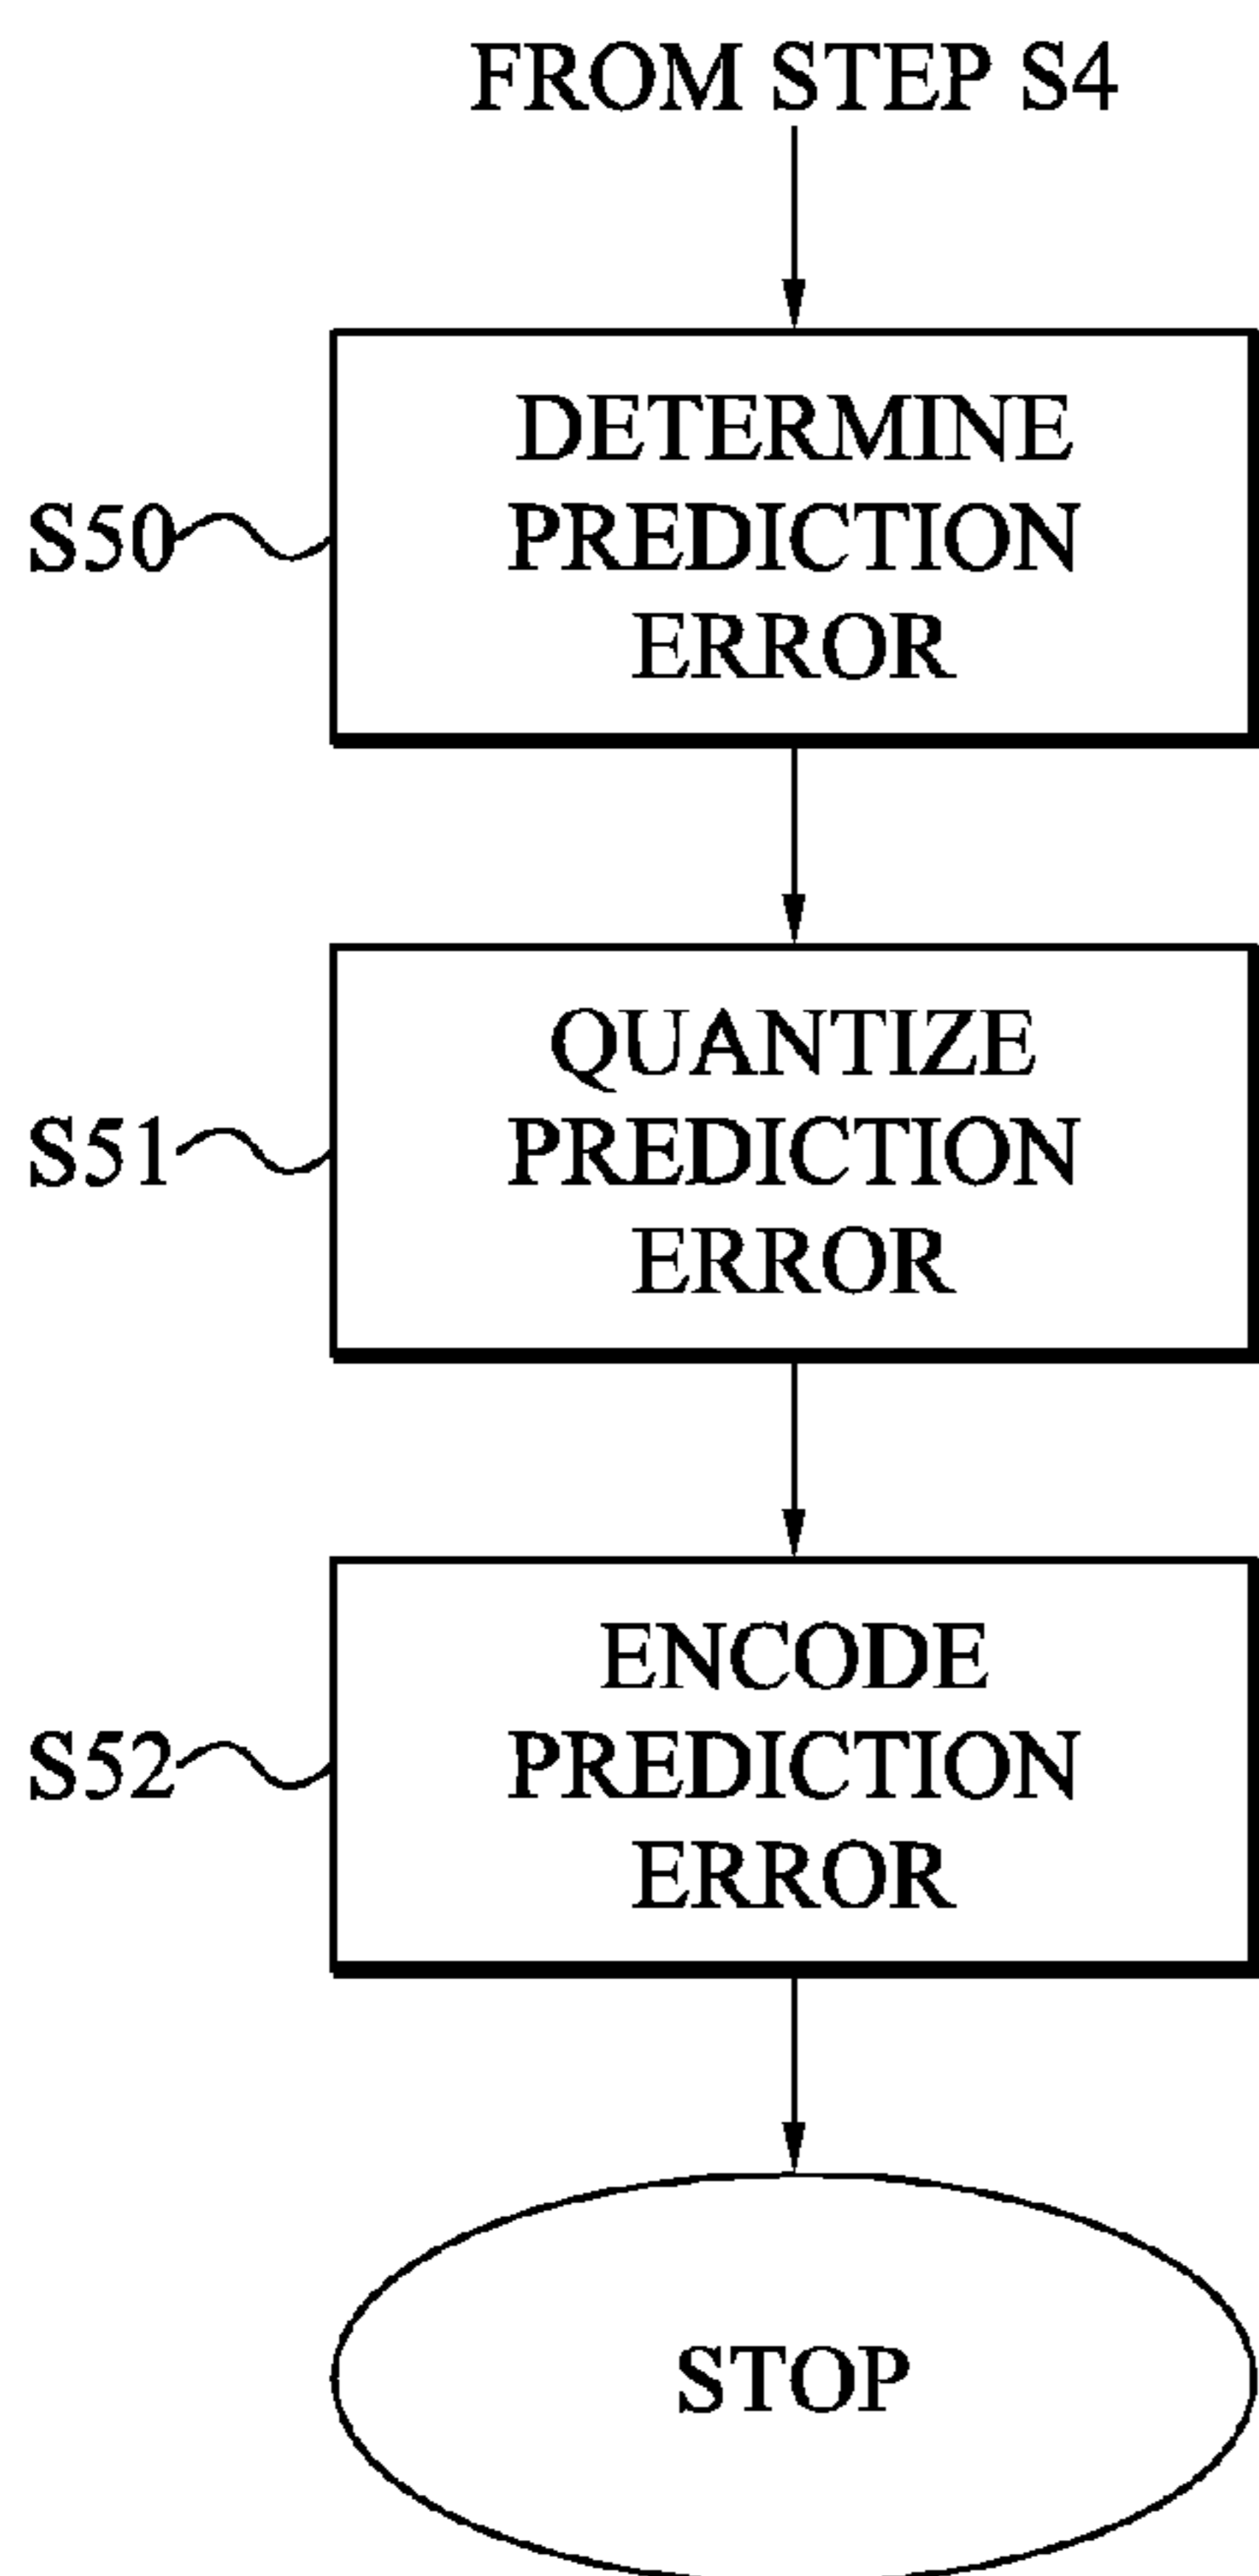 FROM STEP S4
DETERMINE
PREDICTION
ERROR
S50
QUANTIZE
PREDICTION
ERROR
S51
ENCODE
PREDICTION
ERROR
S52
STOP